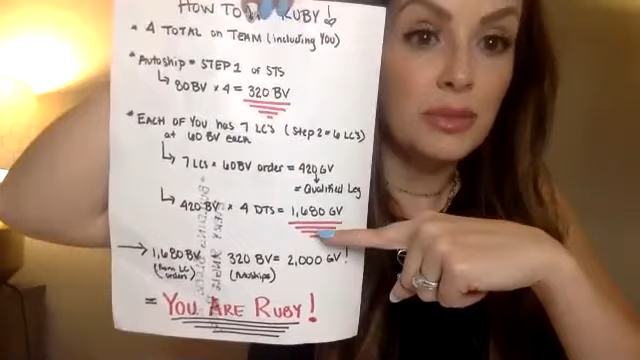 HOW TO RUBY!
* 4 TOTAL ON TEAM (including YOU)
* Autoship = STEP 1 of STS
↳ 80 BV × 4 = 320 BV
* EACH OF YOU HAS 7 LC'S (Step 2 = 6 LC'S)
at 60 BV each
↳ 7 LCS × 60BV order = 420 GV
= Qualified Leg
↳ 420 BV × 4 DTS = 1,680 GV
→ 1,680 BV 320 BV = 2,000 GV!
(from LC orders) (Autoships)
= YOU ARE RUBY!